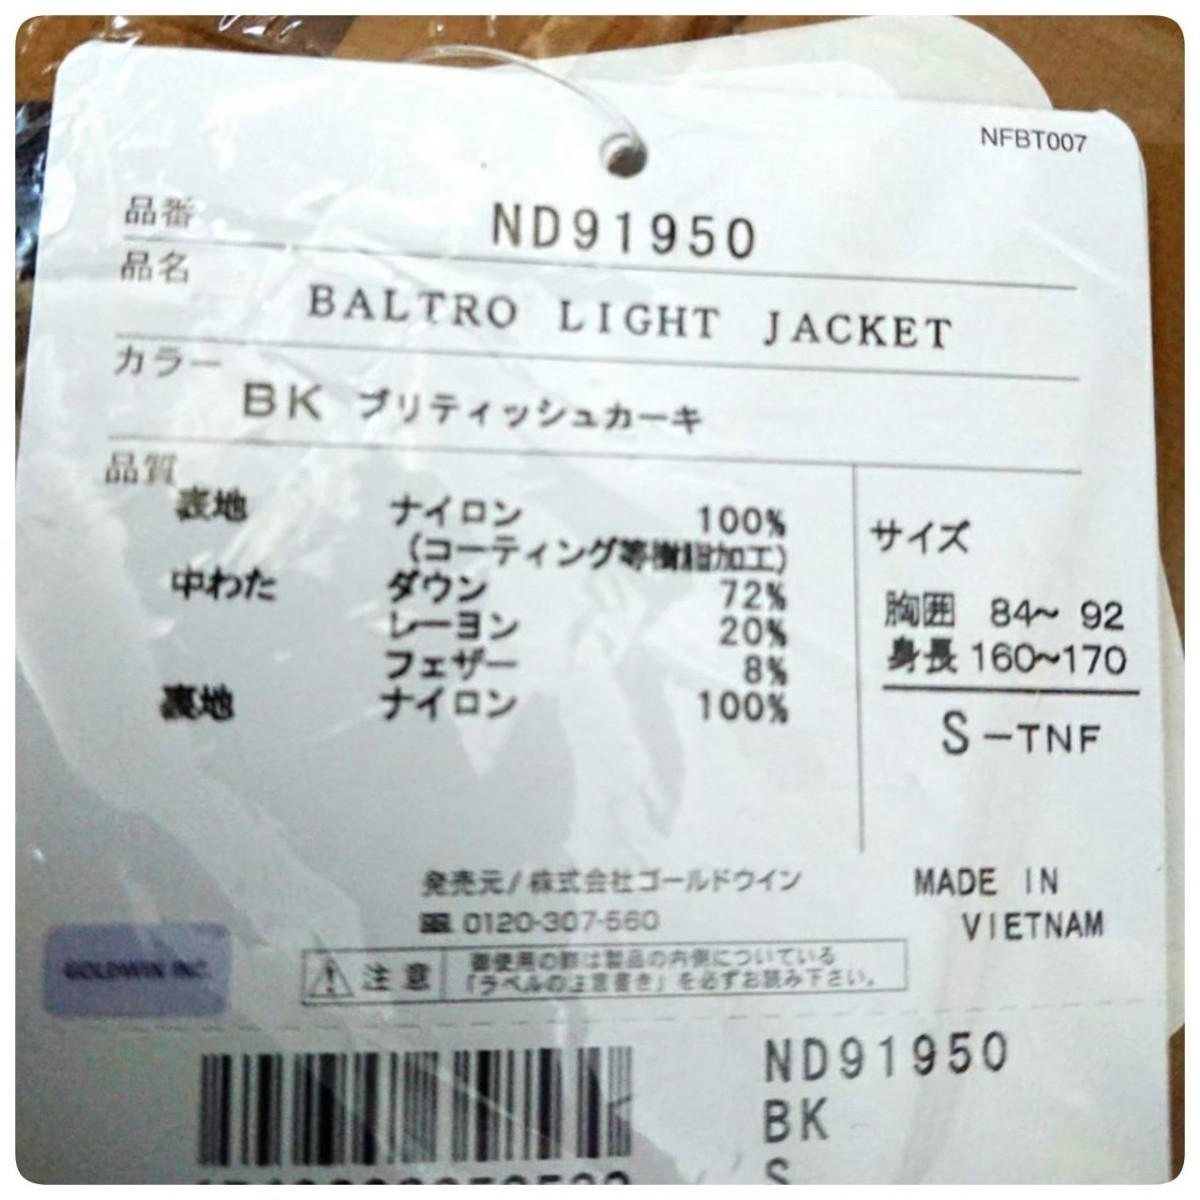 NFBT007
品番 ND91950
品名 BALTRO LIGHT JACKET
カラー BK ブリティッシュカーキ
品質
表地 ナイロン 100%
(コーティング等樹脂加工)
中わた ダウン 72%
レーヨン 20%
フェザー 8%
裏地 ナイロン 100%
サイズ
胸囲 84~ 92
身長 160~170
S-TNF
発売元/株式会社ゴールドウイン
0120-307-560
MADE IN
VIETNAM
GOLDWIN INC.
注意 御使用の際は製品の内側についている
「ラベルの注意書き」を必ずお読み下さい。
ND91950
BK
S